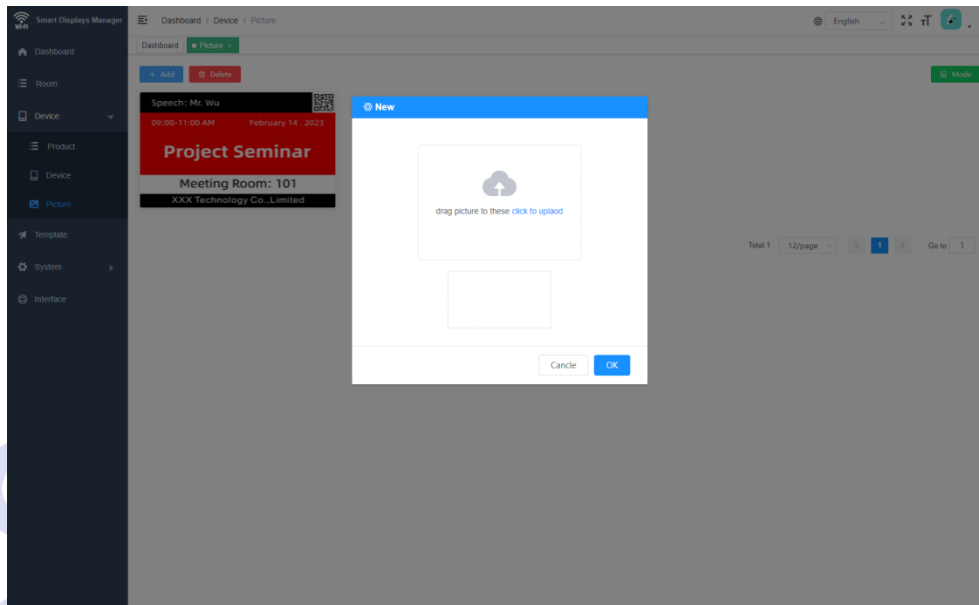 WI-FI
Smart Displays Manager
Dashboard / Device / Picture
English
TT
Dashboard
Dashboard
Picture ×
+ Add
Delete
Mode
Room
Device
Product
Device
Picture
Template
System
Interface
Speech: Mr. Wu
09:00-11:00 AM February 14 . 2023
Project Seminar
Meeting Room: 101
XXX Technology Co.,Limited
New
drag picture to these click to uplaod
Cancle
OK
Total 1 12/page < 1 > Go to 1